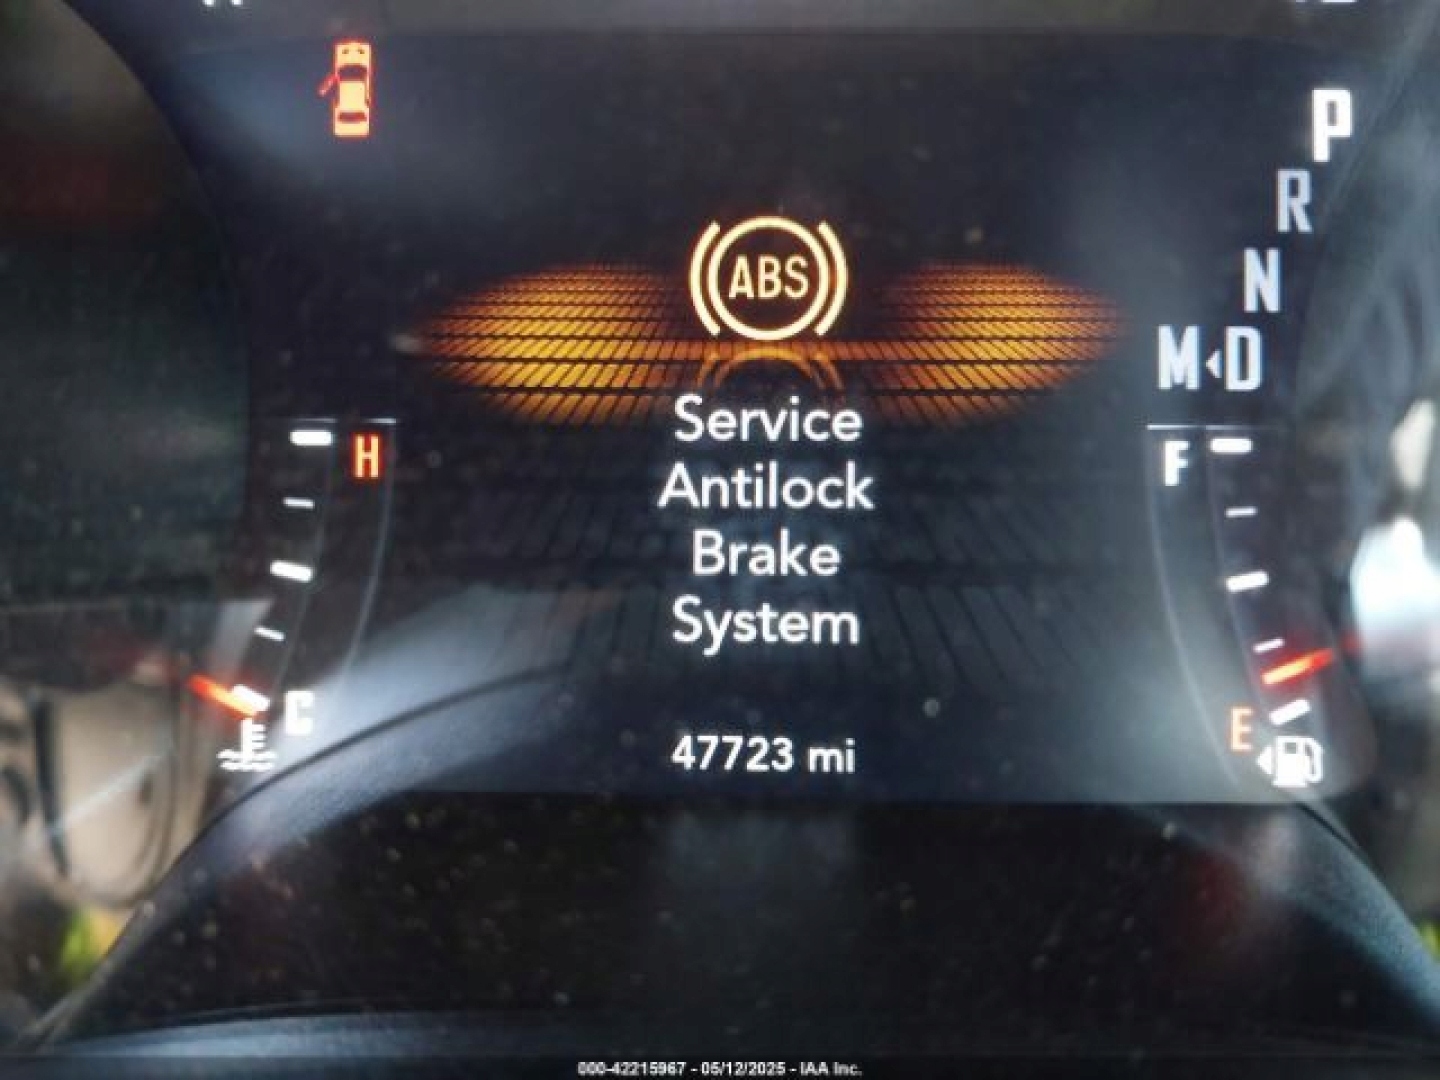 P
R
N
M D
ABS
Service
Antilock
Brake
System
H
F
C
E
47723 mi
000-42215967 - 05/12/2025 - IAA Inc.